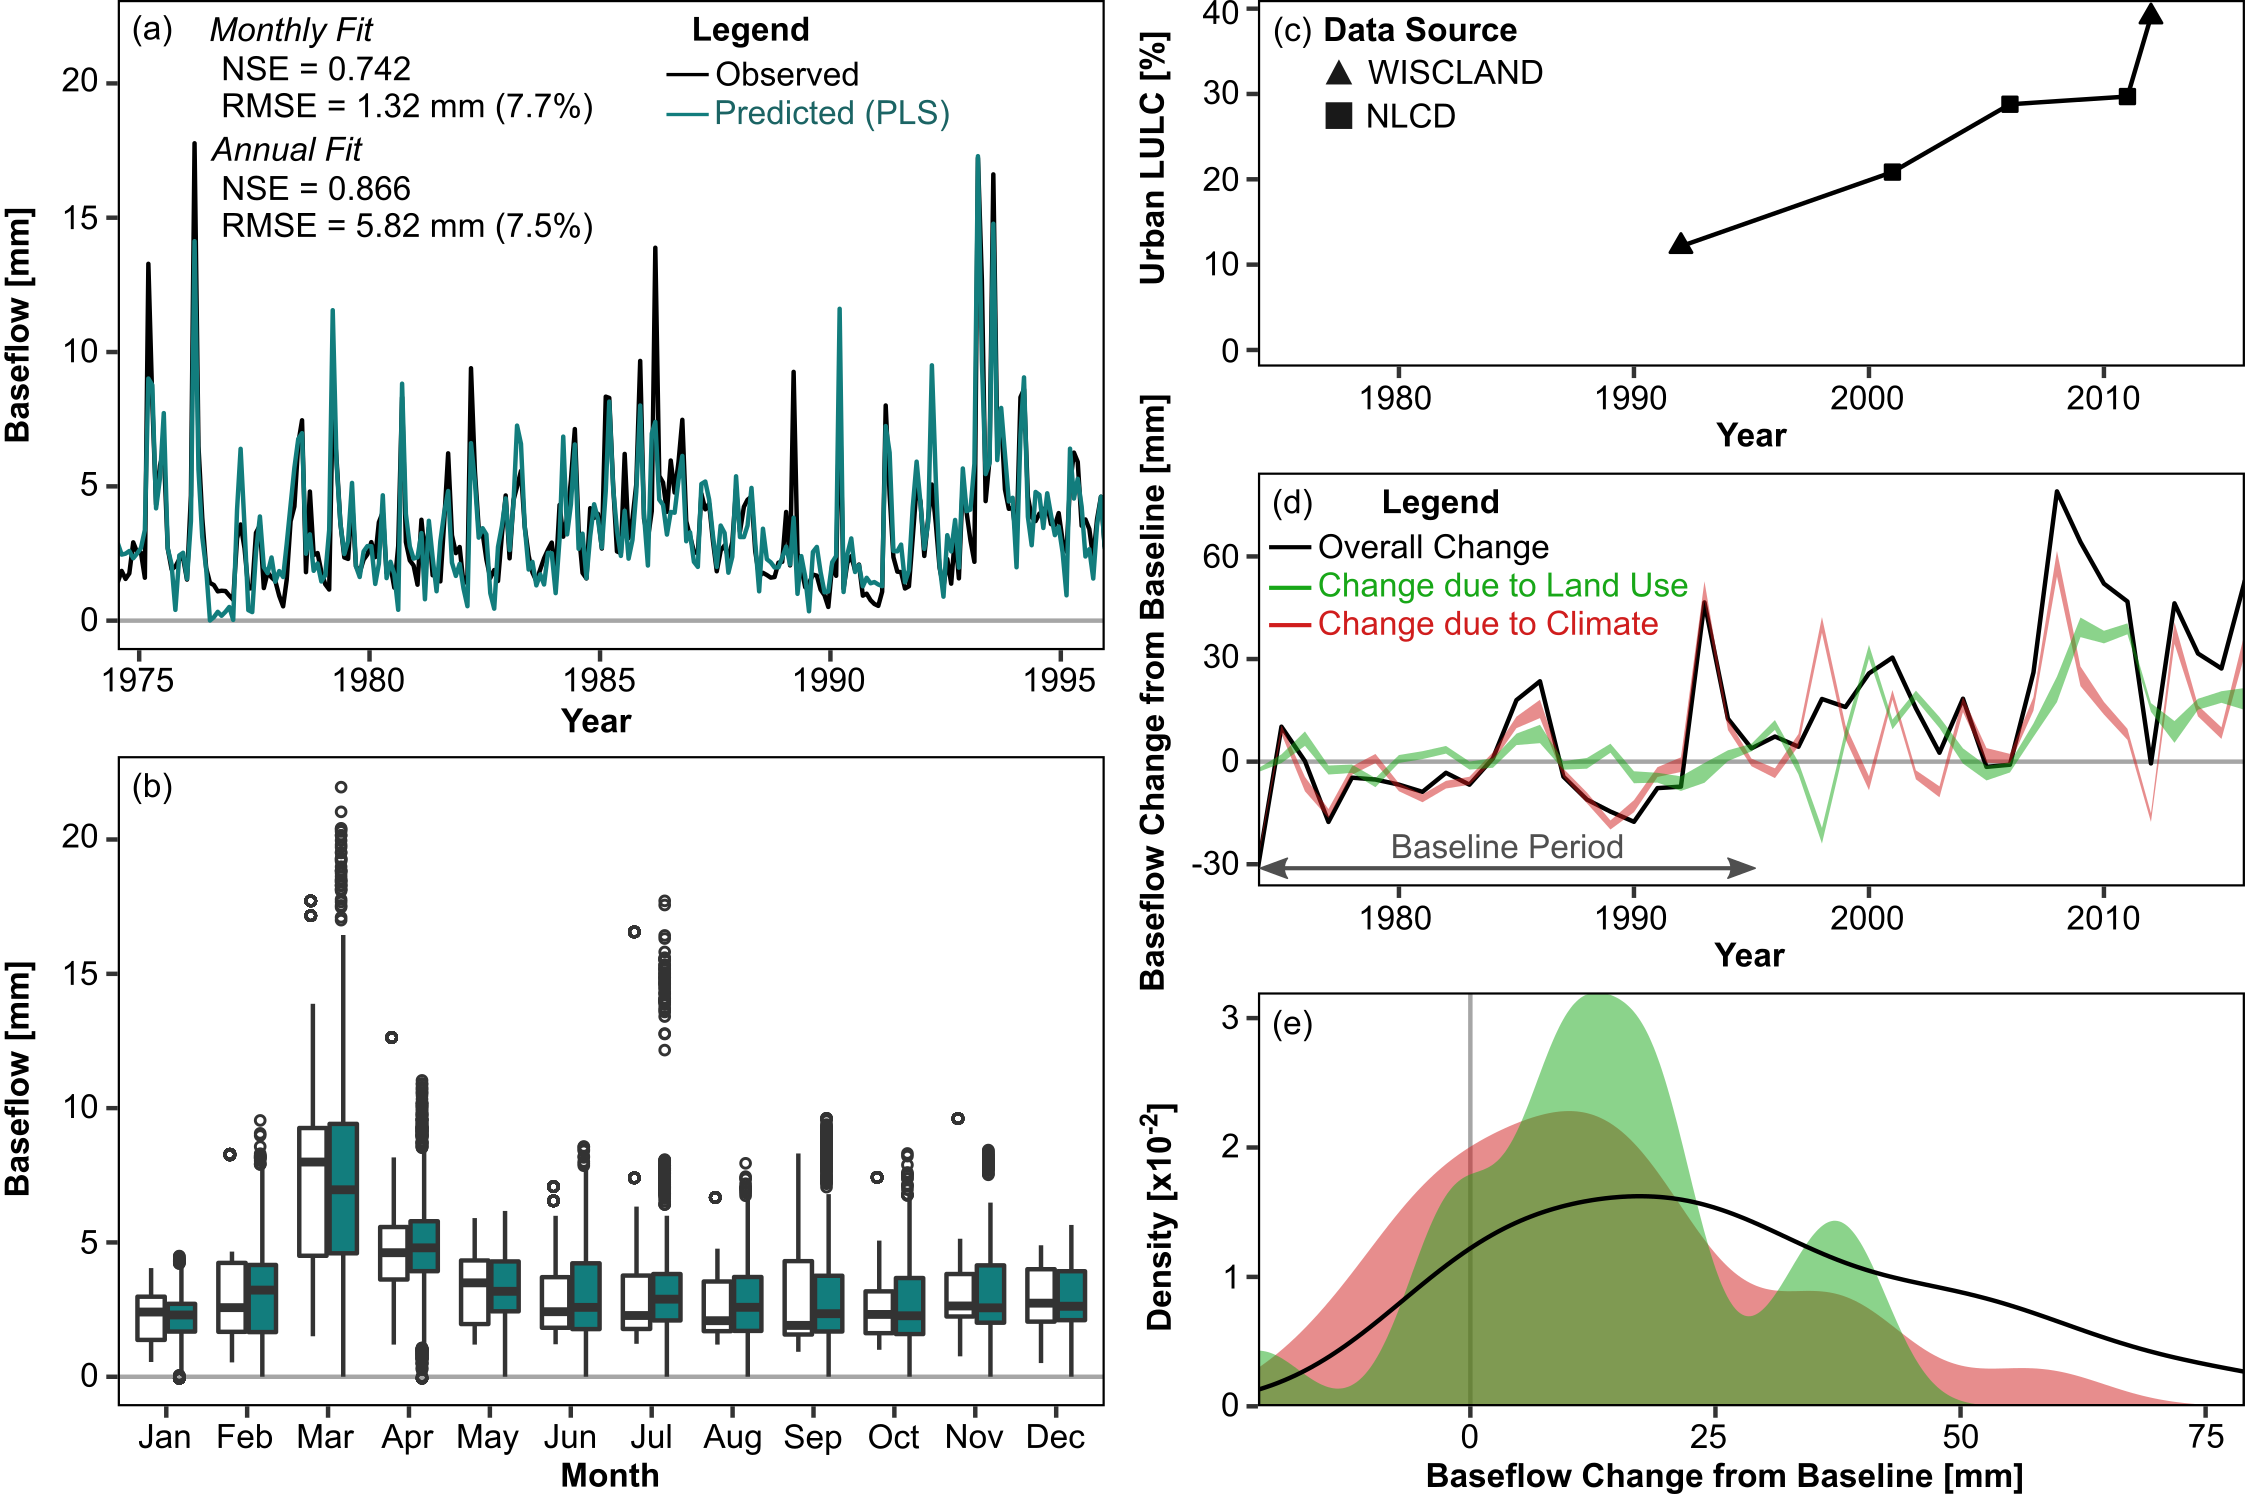 (a)
Monthly Fit
NSE = 0.742
RMSE = 1.32 mm (7.7%)
Annual Fit
NSE = 0.866
RMSE = 5.82 mm (7.5%)
Legend
Observed
Predicted (PLS)
Baseflow [mm]
20
15
10
5
0
1975 1980 1985 1990 1995
Year
(b)
Baseflow [mm]
20
15
10
5
0
Jan Feb Mar Apr May Jun Jul Aug Sep Oct Nov Dec
Month
(c) Data Source
WISCLAND
NLCD
Urban LULC [%]
40
30
20
10
0
1980 1990 2000 2010
Year
(d) Legend
Overall Change
Change due to Land Use
Change due to Climate
Baseline Period
Baseflow Change from Baseline [mm]
60
30
0
-30
1980 1990 2000 2010
Year
(e)
Density [x10-2]
3
2
1
0
0 25 50 75
Baseflow Change from Baseline [mm]